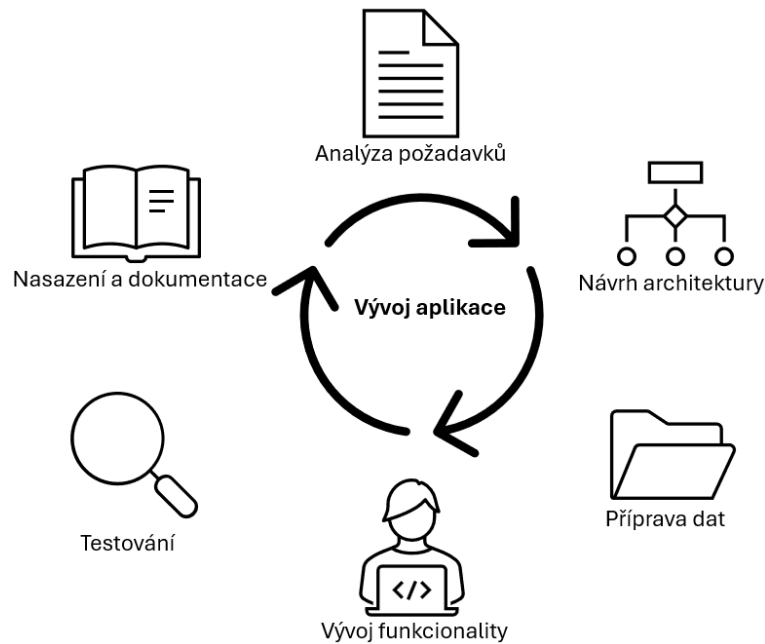 Analýza požadavků
Nasazení a dokumentace
Návrh architektury
Vývoj aplikace
Testování
Příprava dat
</>
Vývoj funkcionality